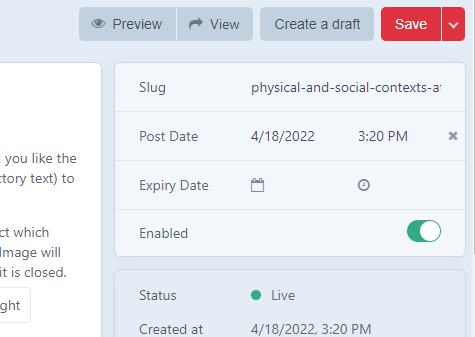 Preview View Create a draft Save
Slug physical-and-social-contexts-a
you like the
Post Date 4/18/2022 3:20 PM
ctory text) to
Expiry Date
ct which
Enabled
Image will
it is closed.
ght
Status Live
Created at 4/18/2022, 3:20 PM